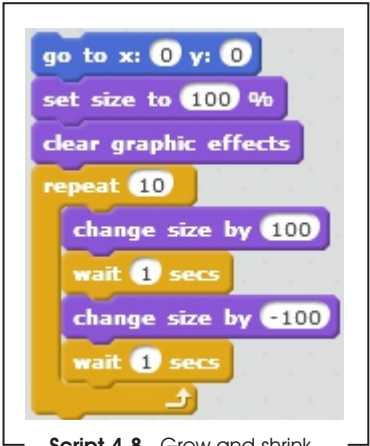 go to x: 0 y: 0
set size to 100 %
clear graphic effects
repeat 10
change size by 100
wait 1 secs
change size by -100
wait 1 secs
Script 4-8 Grow and shrink